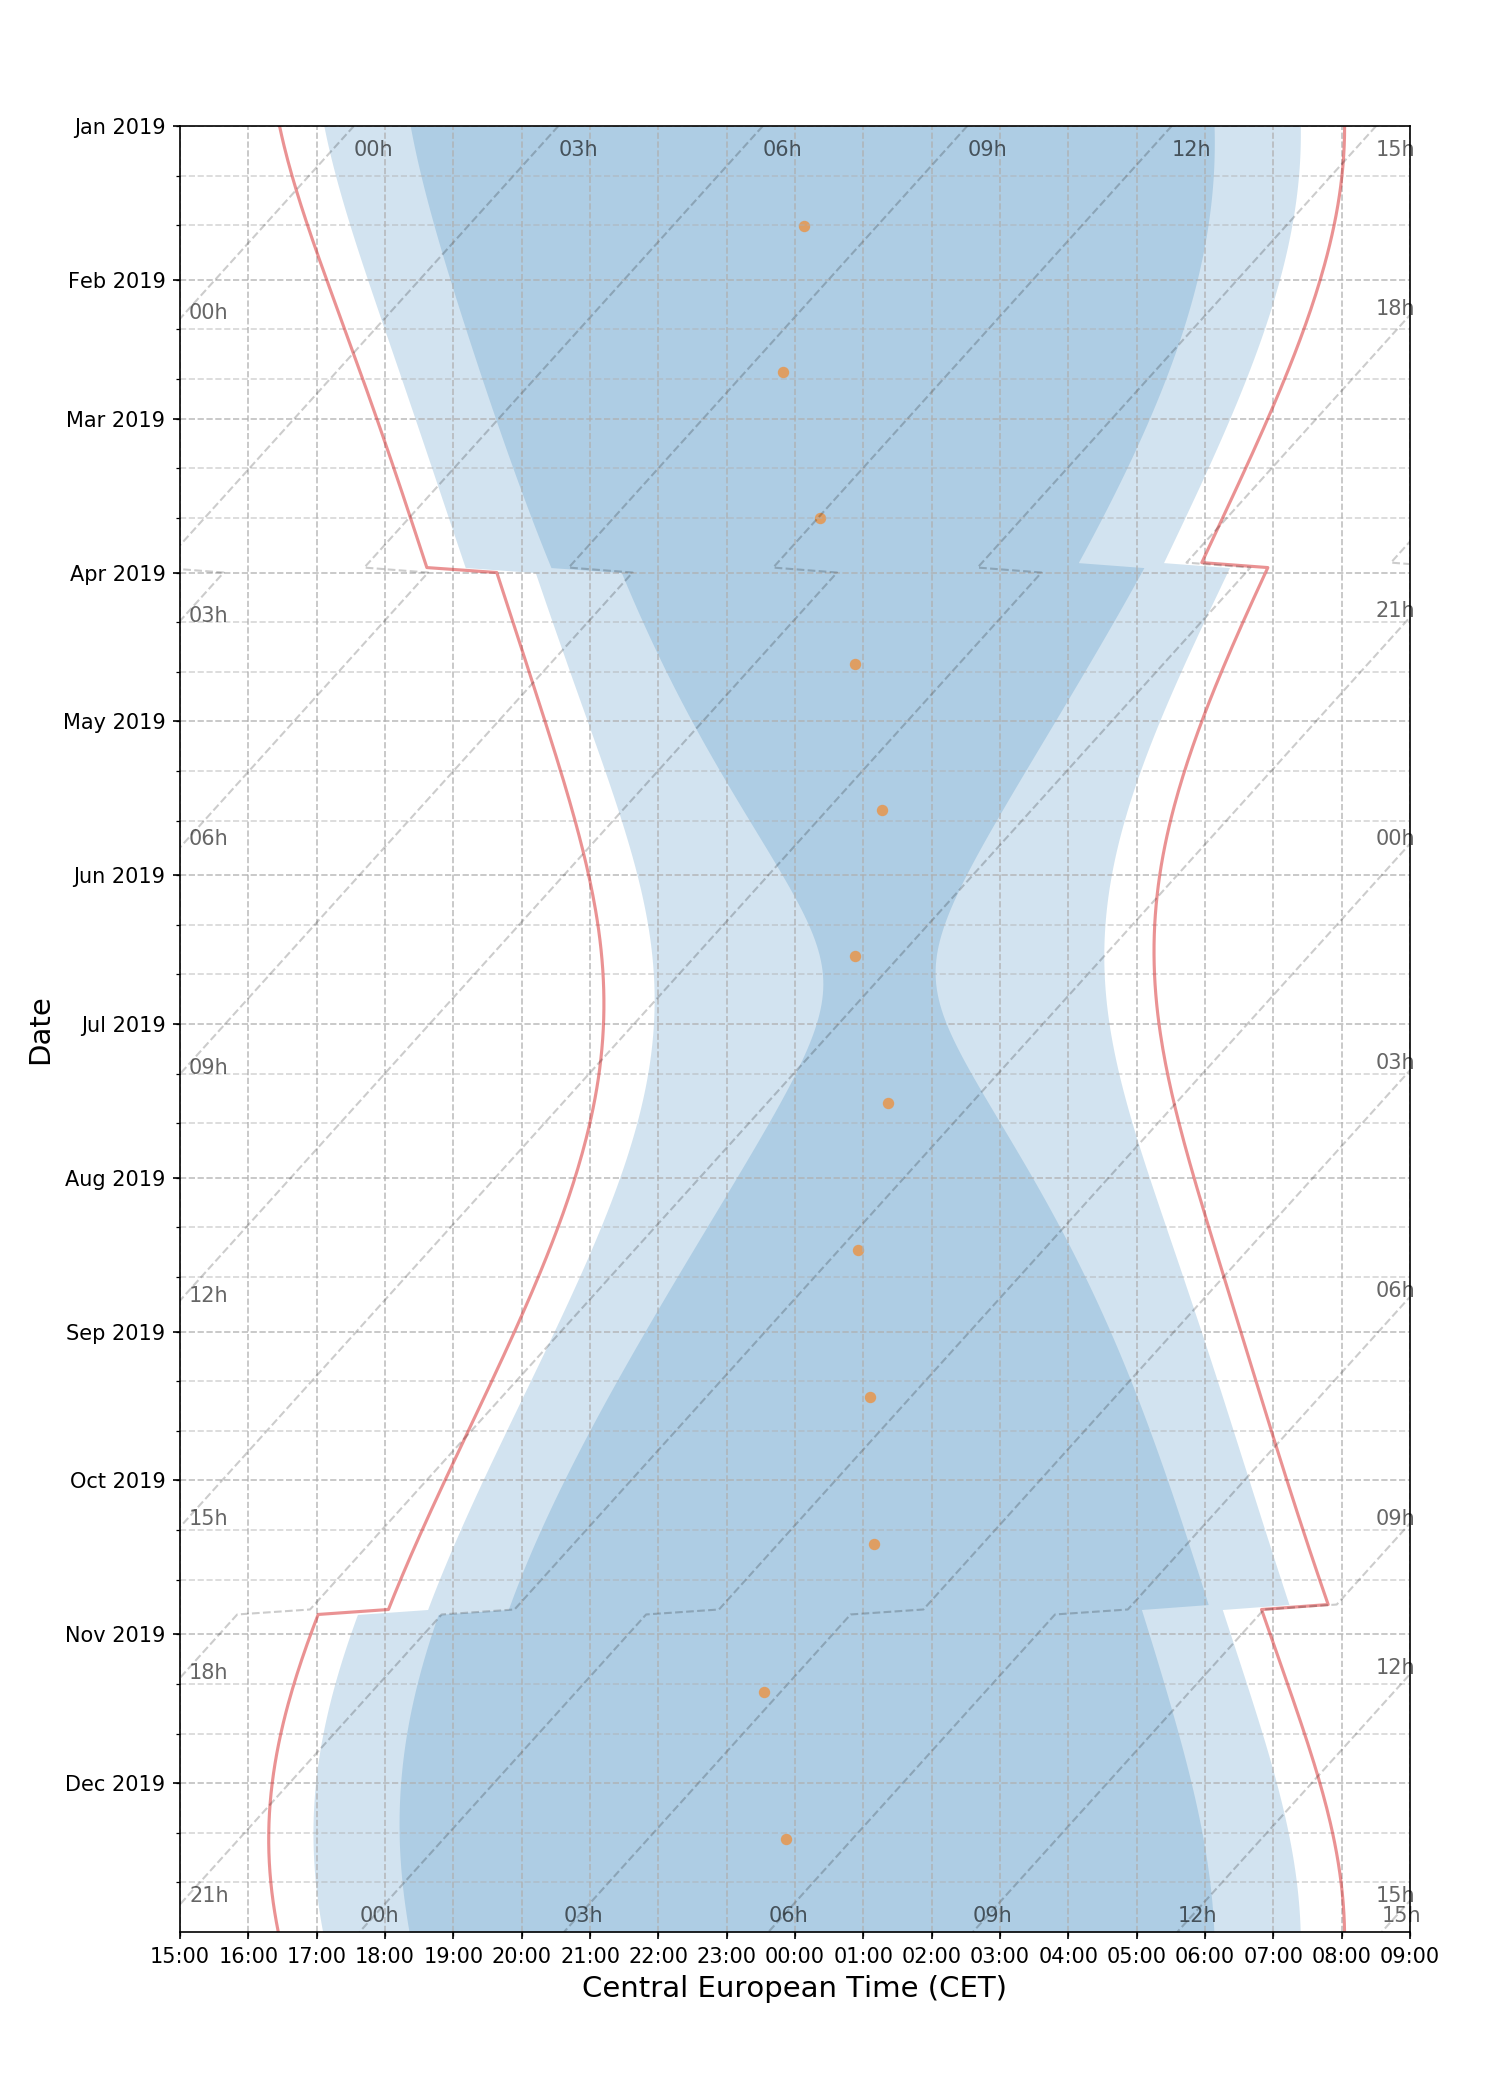 Jan 2019
00h 03h 06h 09h 12h 15h
Feb 2019
00h 18h
Mar 2019
Apr 2019
03h 21h
May 2019
06h 00h
Jun 2019
Date
Jul 2019
09h 03h
Aug 2019
12h 06h
Sep 2019
Oct 2019
15h 09h
Nov 2019
18h 12h
Dec 2019
21h 15h
00h 03h 06h 09h 12h 15h
15:00 16:00 17:00 18:00 19:00 20:00 21:00 22:00 23:00 00:00 01:00 02:00 03:00 04:00 05:00 06:00 07:00 08:00 09:00
Central European Time (CET)